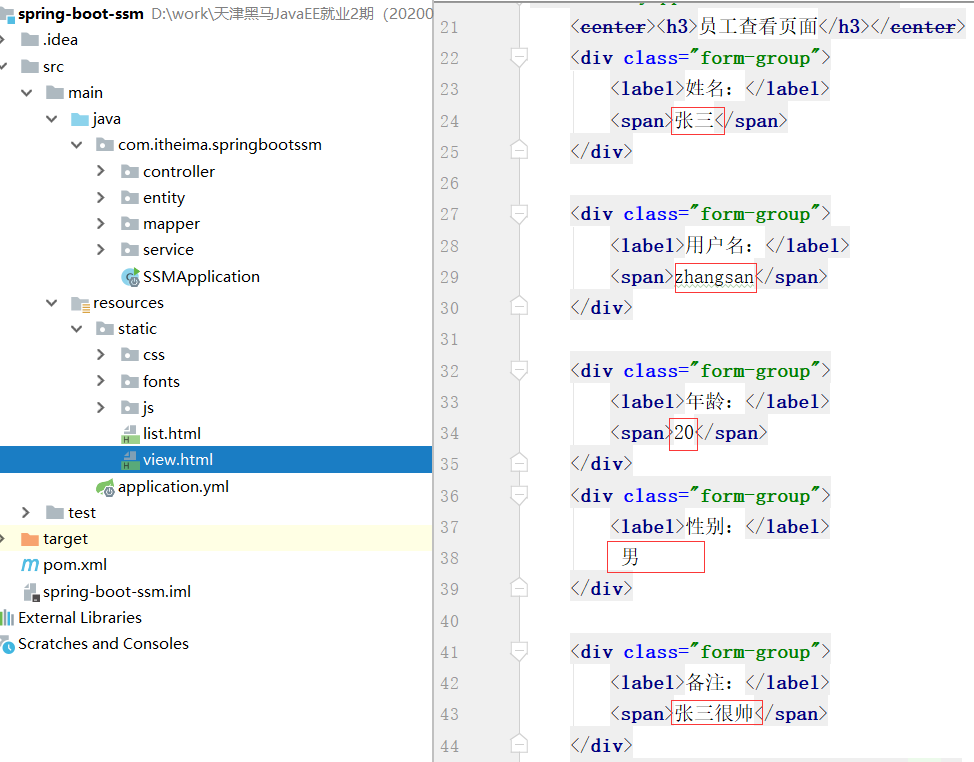 spring-boot-ssm D:\work\天津黑马JavaEE就业2期（20200
.idea
src
main
java
com.itheima.springbootssm
controller
entity
mapper
service
SSMApplication
resources
static
css
fonts
js
list.html
view.html
application.yml
test
target
pom.xml
spring-boot-ssm.iml
External Libraries
Scratches and Consoles
21 <center><h3>员工查看页面</h3></center>
22 <div class="form-group">
23 <label>姓名：</label>
24 <span>张三</span>
25 </div>
26
27 <div class="form-group">
28 <label>用户名：</label>
29 <span>zhangsan</span>
30 </div>
31
32 <div class="form-group">
33 <label>年龄：</label>
34 <span>20</span>
35 </div>
36 <div class="form-group">
37 <label>性别：</label>
38 男
39 </div>
40
41 <div class="form-group">
42 <label>备注：</label>
43 <span>张三很帅</span>
44 </div>